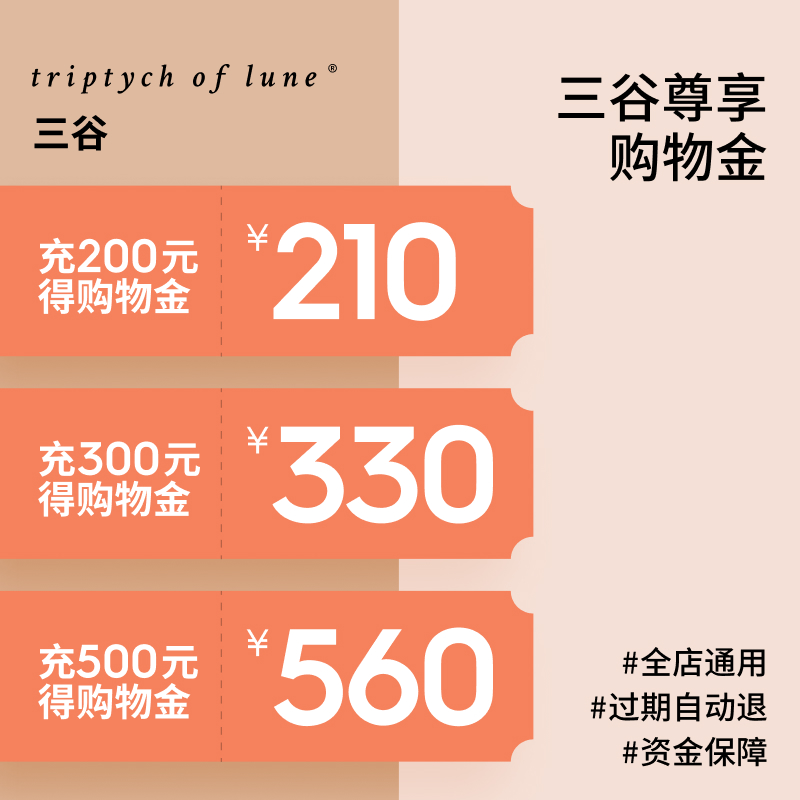 triptych of lune®
三谷
三谷尊享
购物金
充200元
得购物金
¥210
充300元
得购物金
¥330
充500元
得购物金
¥560
#全店通用
#过期自动退
#资金保障